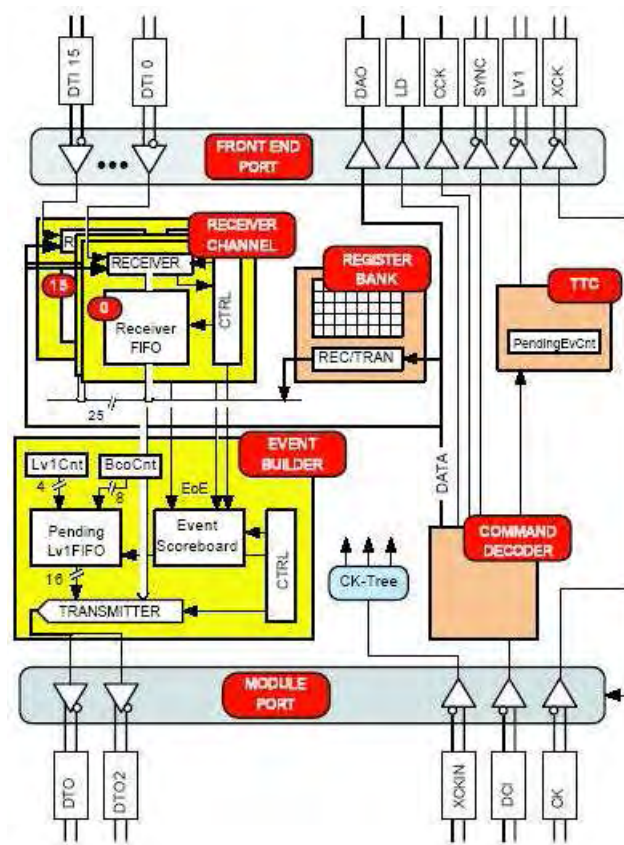 DTI 15
DTI 0
DAO
LD
CCK
SYNC
LV1
XCK
FRONT END
PORT
RECEIVER
CHANNEL
R
RECEIVER
15
0
Receiver
FIFO
CTRL
REGISTER
BANK
REC/TRAN
TTC
PendingEvCnt
25
EVENT
BUILDER
Lv1Cnt
BcoCnt
4
8
EoE
DATA
Pending
Lv1FIFO
Event
Scoreboard
CTRL
16
TRANSMITTER
CK-Tree
COMMAND
DECODER
MODULE
PORT
DTO
DTO2
XCKIN
DCI
CK